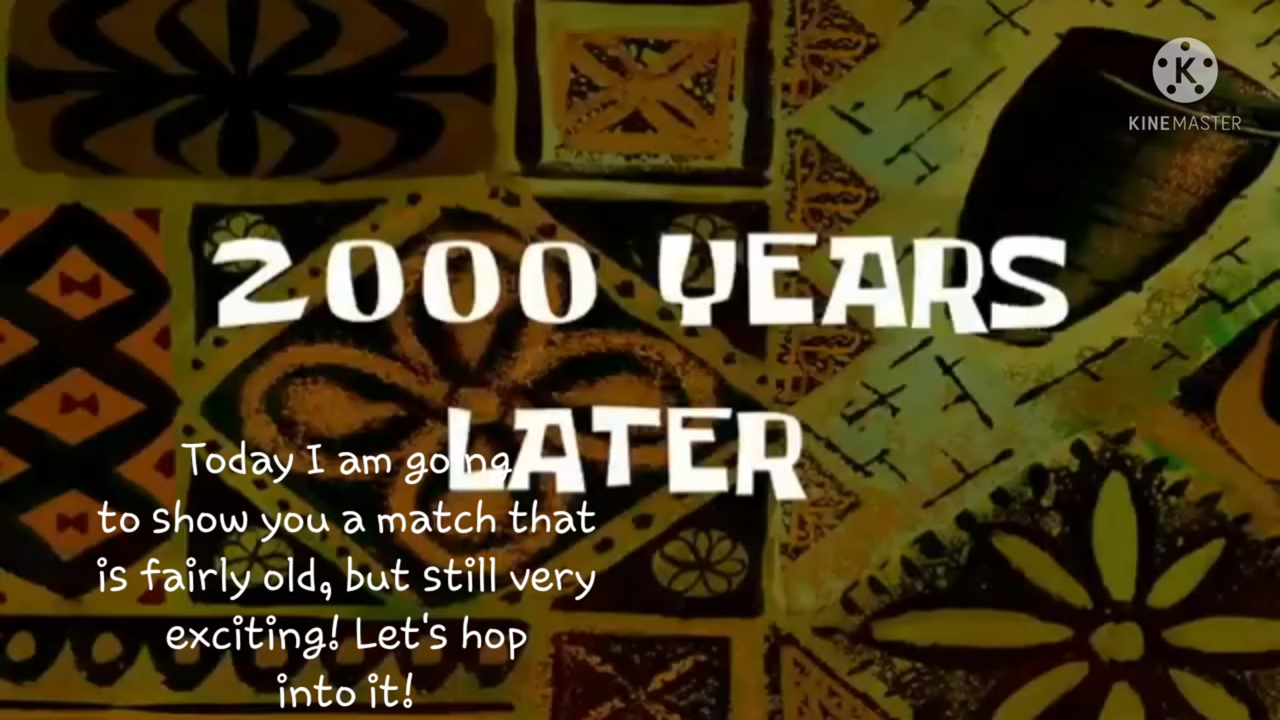 K
KINEMASTER
2000 YEARS
LATER
Today I am going
to show you a match that
is fairly old, but still very
exciting! Let's hop
into it!